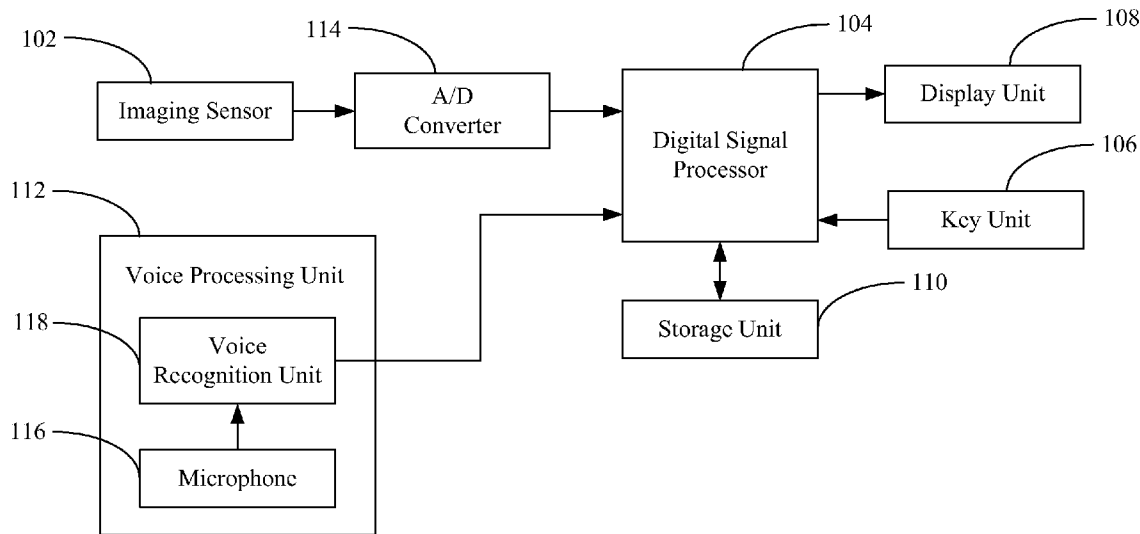 102
114
104
108
Imaging Sensor
A/D
Converter
Digital Signal
Processor
Display Unit
106
Key Unit
112
Voice Processing Unit
118
Voice
Recognition Unit
116
Microphone
110
Storage Unit